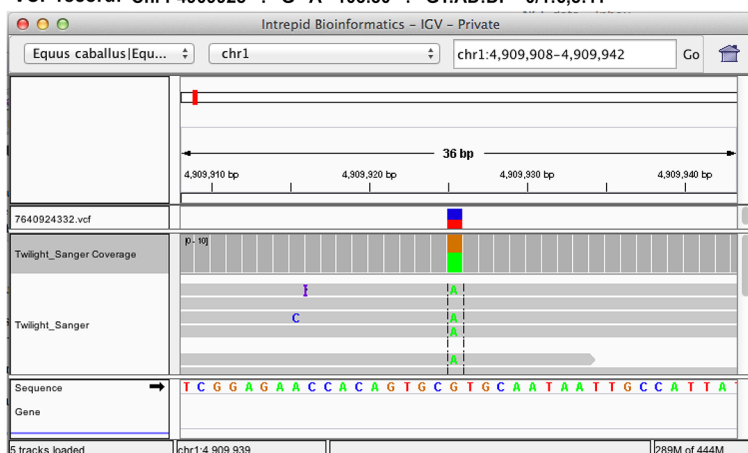 Intrepid Bioinformatics – IGV – Private
Equus caballus|Equ... chr1 chr1:4,909,908-4,909,942 Go
36 bp
4,909,910 bp 4,909,920 bp 4,909,930 bp 4,909,940 bp
7640924332.vcf
[0 - 10]
Twilight_Sanger Coverage
A
C A
Twilight_Sanger
A
A
Sequence T C G G A G A A C C A C A G T G C G T G C A A T A A T T G C C A T T A
Gene
5 tracks loaded chr1:4,909,939 289M of 444M